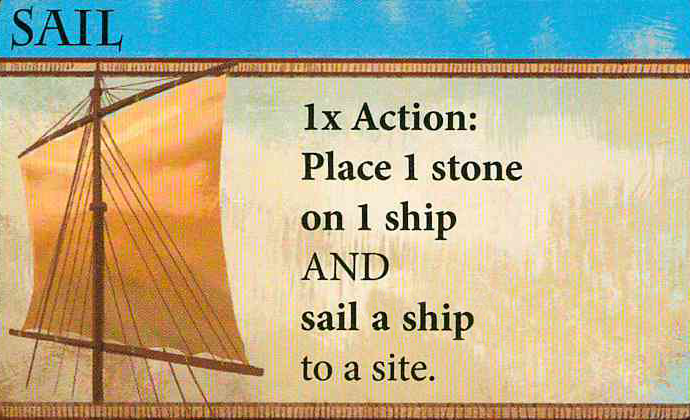 SAIL
1x Action:
Place 1 stone
on 1 ship
AND
sail a ship
to a site.